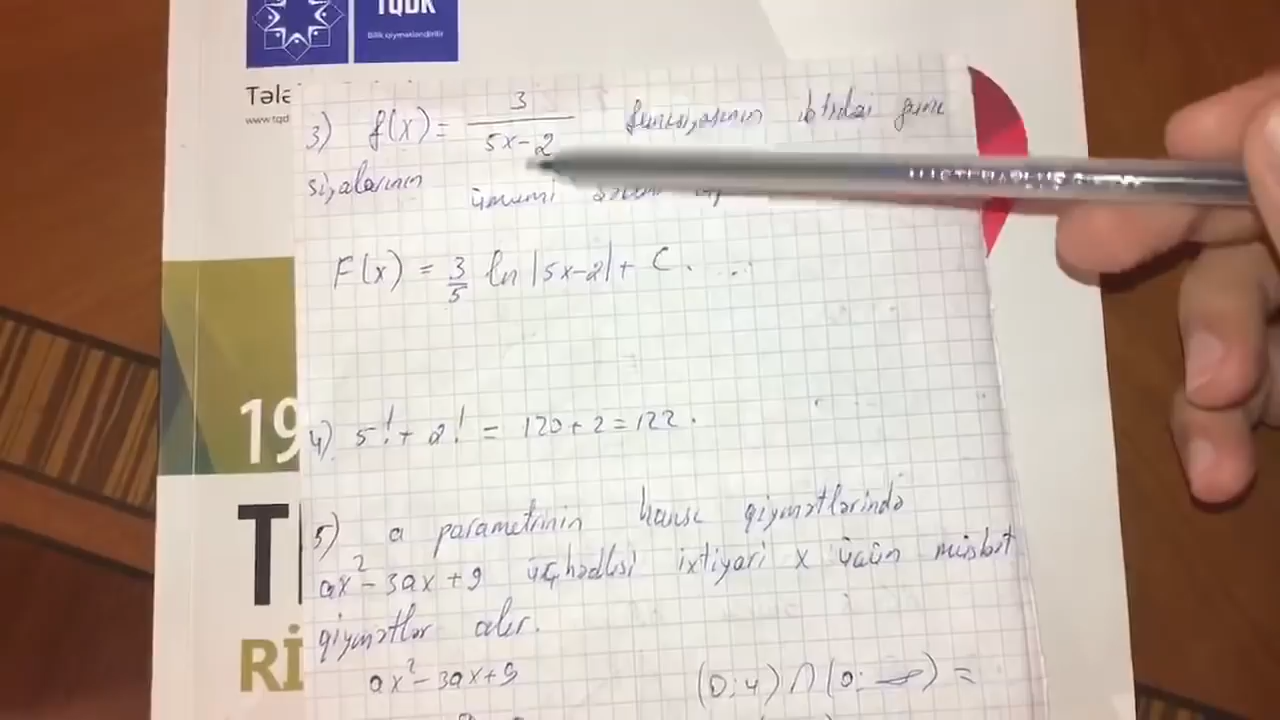 TQDK
Bilik qiymətləndirilir
Tələ
www.tqd
3) f(x) = 3/(5x-2) funksiyasının ibtidai funk
siyalarının ümumi
F(x) = 3/5 ln |5x-2| + C.
19
4) 5! + 2! = 120 + 2 = 122.
T
5) a parametrinin hansı qiymətlərində
ax² - 3ax + 9 üçhədlisi ixtiyari x üçün müsbət
qiymətlər alır.
Rİ
ax² - 3ax + 9 (0; 4) ∩ (0; ∞) =